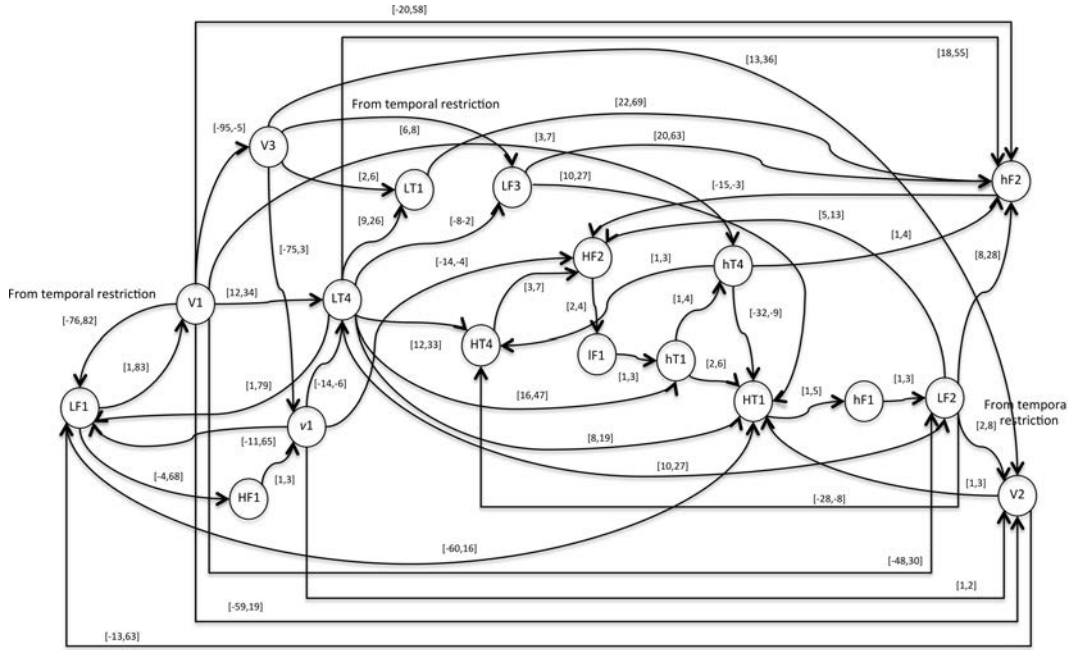 [-20,58]
[18,55]
[13,36]
From temporal restriction
[22,69]
[-95,-5]
[6,8]
[3,7]
[20,63]
V3
[2,6]
LT1
LF3
[10,27]
hF2
[-15,-3]
[9,26]
[-8-2]
[5,13]
[-75,3]
[1,4]
HF2
hT4
[1,3]
[8,28]
[-14,-4]
From temporal restriction
V1
[12,34]
LT4
[3,7]
[2,4]
[1,4]
[-32,-9]
[-76,82]
HT4
[12,33]
lF1
hT1
[1,83]
[1,3]
[2,6]
[1,79]
[-14,-6]
[1,5]
[1,3]
LF1
[16,47]
HT1
hF1
LF2
From tempora
restriction
v1
[2,8]
[-11,65]
[8,19]
[-4,68]
[1,3]
[10,27]
[1,3]
HF1
[-28,-8]
V2
[-60,16]
[-48,30]
[1,2]
[-59,19]
[-13,63]